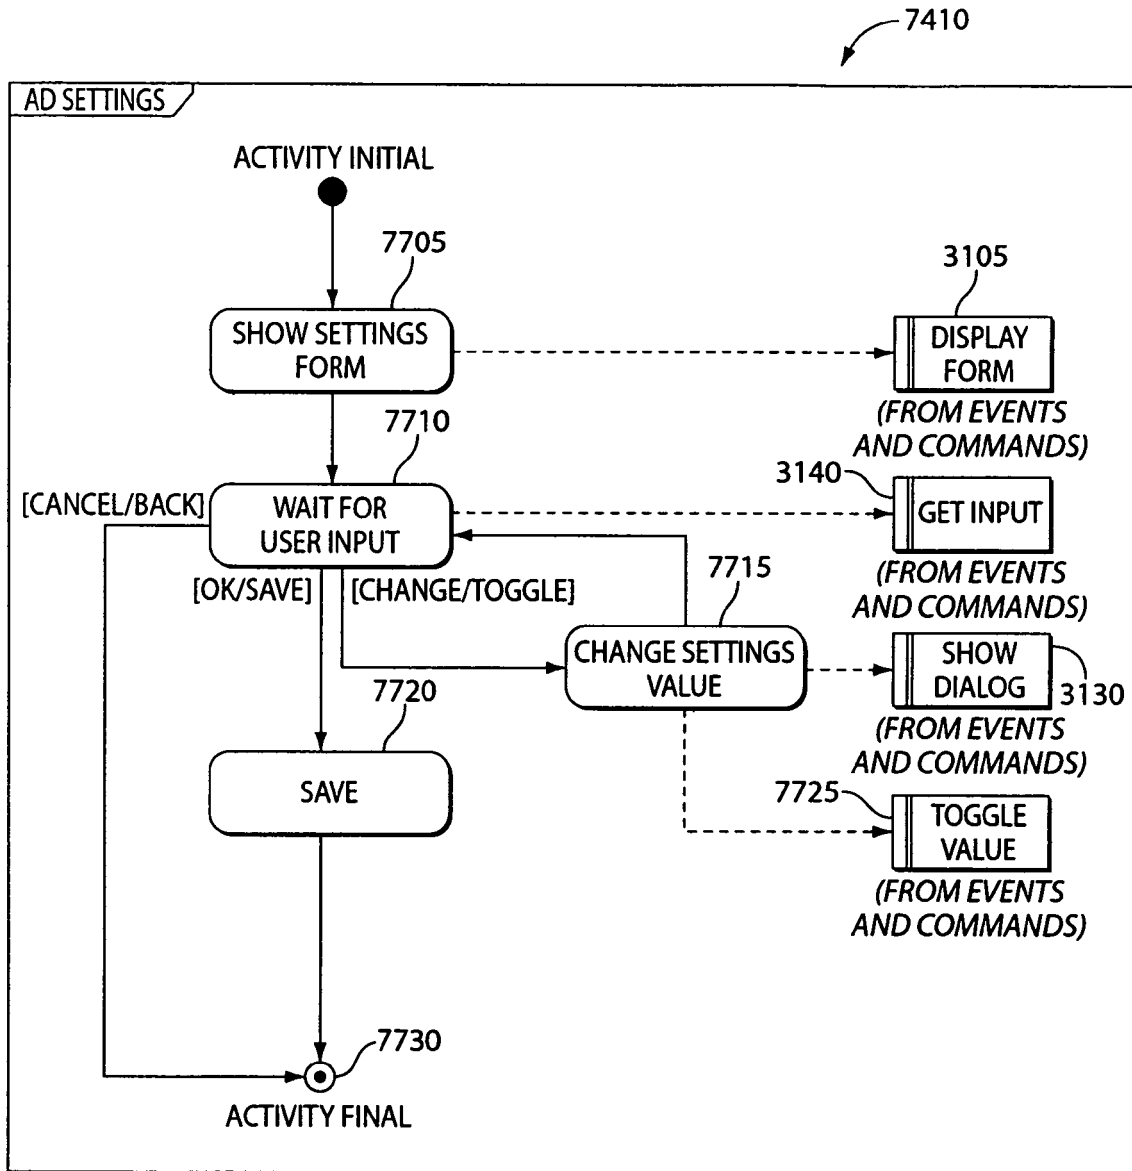 7410
AD SETTINGS
ACTIVITY INITIAL
7705
3105
SHOW SETTINGS
FORM
DISPLAY
FORM
(FROM EVENTS
AND COMMANDS)
7710
3140
[CANCEL/BACK]
WAIT FOR
USER INPUT
GET INPUT
(FROM EVENTS
AND COMMANDS)
[OK/SAVE]
[CHANGE/TOGGLE]
7715
CHANGE SETTINGS
VALUE
SHOW
DIALOG
3130
(FROM EVENTS
AND COMMANDS)
7720
SAVE
7725
TOGGLE
VALUE
(FROM EVENTS
AND COMMANDS)
7730
ACTIVITY FINAL